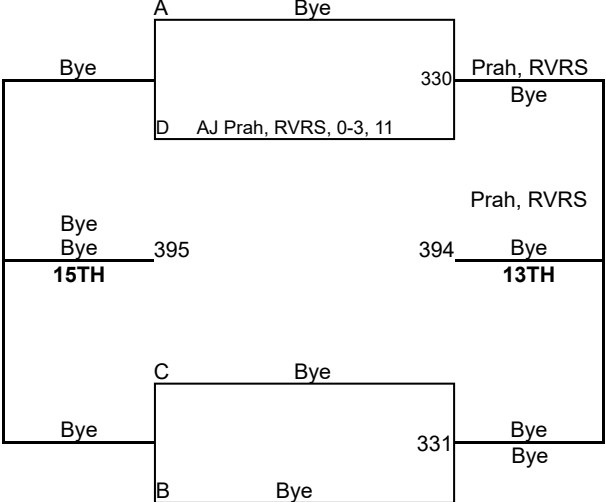 A Bye
Bye 330 Prah, RVRS
Bye
D AJ Prah, RVRS, 0-3, 11
Prah, RVRS
Bye
Bye 395 394 Bye
15TH 13TH
C Bye
Bye 331 Bye
Bye
B Bye